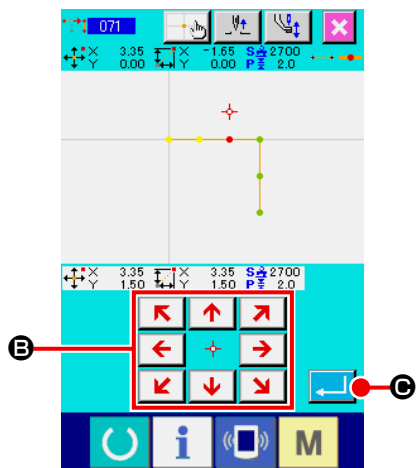 071
X 3.35 X -1.65 S 2700
Y 0.00 Y 0.00 P 2.0
X 3.35 X 3.35 S 2700
Y 1.50 Y 1.50 P 2.0
B
C
i M